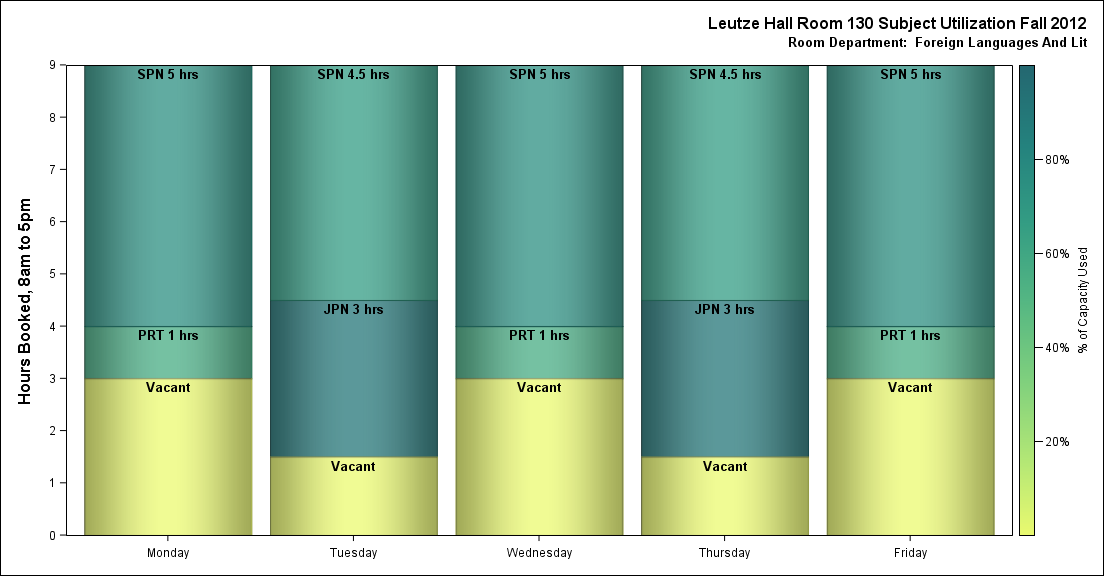 Leutze Hall Room 130 Subject Utilization Fall 2012
Room Department:  Foreign Languages And Lit
Hours Booked, 8am to 5pm
9
8
7
6
5
4
3
2
1
0
SPN 5 hrs
PRT 1 hrs
Vacant
Monday
SPN 4.5 hrs
JPN 3 hrs
Vacant
Tuesday
SPN 5 hrs
PRT 1 hrs
Vacant
Wednesday
SPN 4.5 hrs
JPN 3 hrs
Vacant
Thursday
SPN 5 hrs
PRT 1 hrs
Vacant
Friday
80%
60%
40%
20%
% of Capacity Used